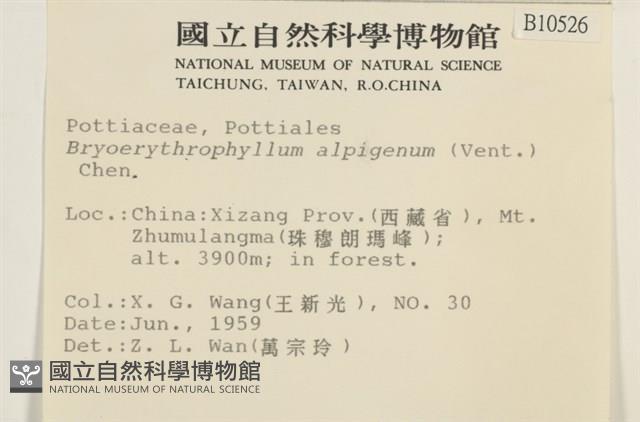 B10526
國立自然科學博物館
NATIONAL MUSEUM OF NATURAL SCIENCE
TAICHUNG, TAIWAN, R.O.CHINA
Pottiaceae, Pottiales
Bryoerythrophyllum alpigenum (Vent.)
Chen.
Loc.:China:Xizang Prov.(西藏省), Mt.
Zhumulangma(珠穆朗瑪峰);
alt. 3900m; in forest.
Col.:X. G. Wang(王新光), NO. 30
Date:Jun., 1959
Det.:Z. L. Wan(萬宗玲)
國立自然科學博物館
NATIONAL MUSEUM OF NATURAL SCIENCE